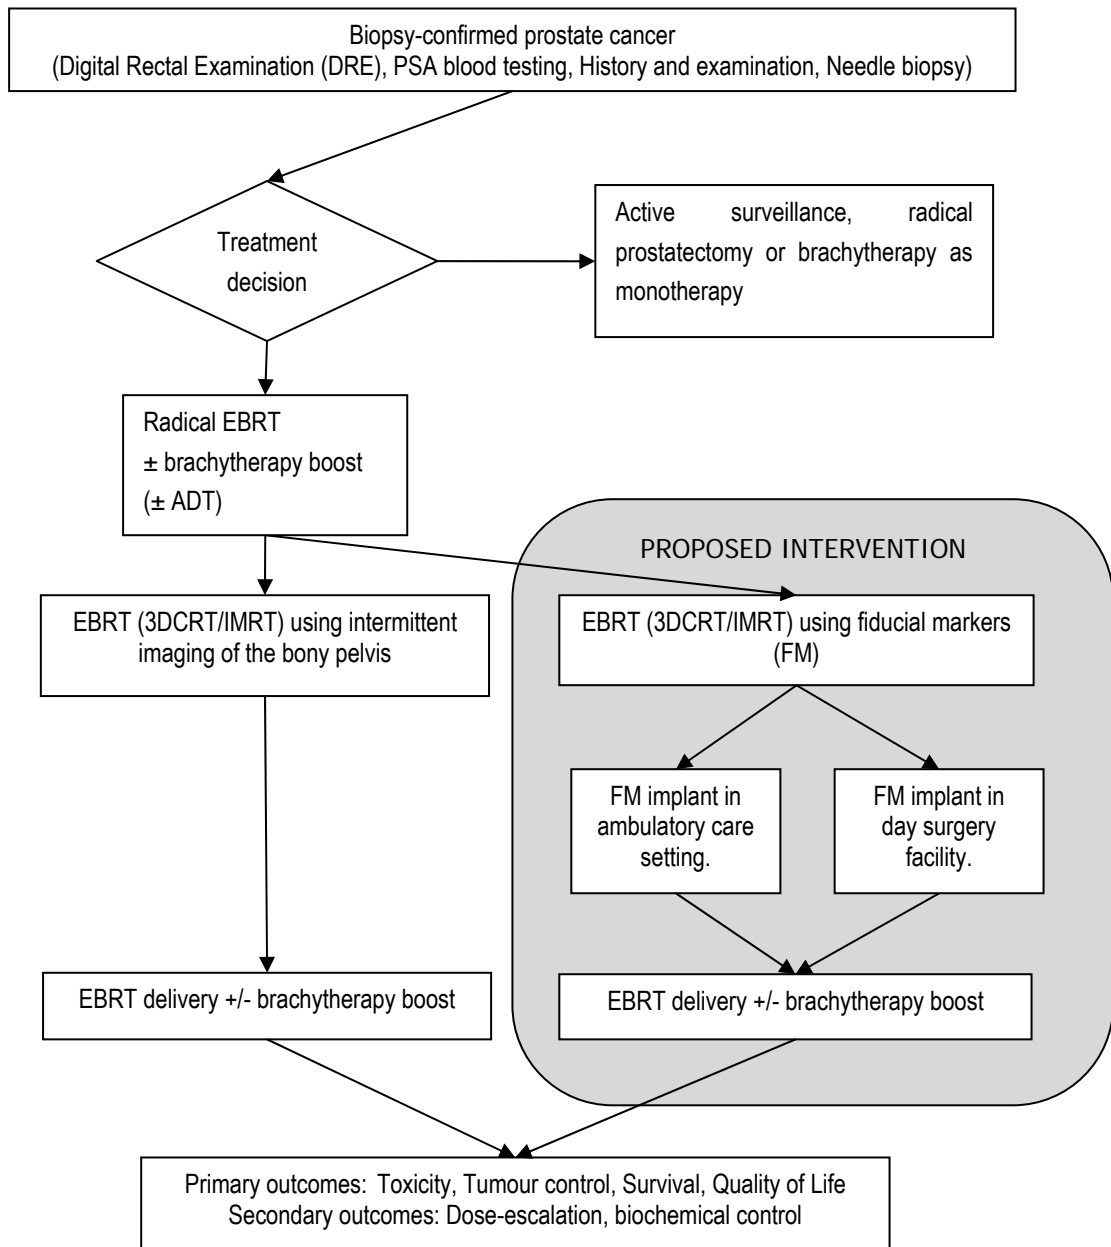 Biopsy-confirmed prostate cancer
(Digital Rectal Examination (DRE), PSA blood testing, History and examination, Needle biopsy)
Treatment
decision
Active surveillance, radical
prostatectomy or brachytherapy as
monotherapy
Radical EBRT
± brachytherapy boost
(± ADT)
PROPOSED INTERVENTION
EBRT (3DCRT/IMRT) using intermittent
imaging of the bony pelvis
EBRT (3DCRT/IMRT) using fiducial markers
(FM)
FM implant in
ambulatory care
setting.
FM implant in
day surgery
facility.
EBRT delivery +/- brachytherapy boost
EBRT delivery +/- brachytherapy boost
Primary outcomes: Toxicity, Tumour control, Survival, Quality of Life
Secondary outcomes: Dose-escalation, biochemical control